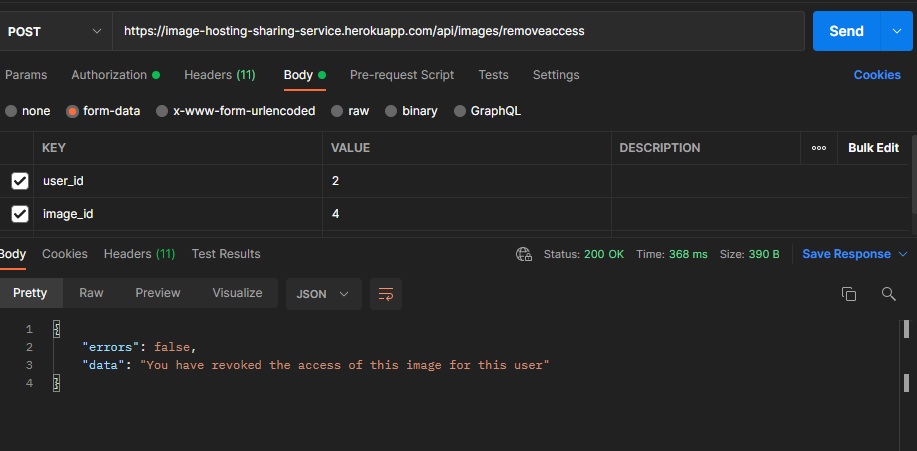 POST https://image-hosting-sharing-service.herokuapp.com/api/images/removeaccess Send
Params Authorization Headers (11) Body Pre-request Script Tests Settings Cookies
none form-data x-www-form-urlencoded raw binary GraphQL
KEY VALUE DESCRIPTION ooo Bulk Edit
user_id 2
image_id 4
Body Cookies Headers (11) Test Results Status: 200 OK Time: 368 ms Size: 390 B Save Response
Pretty Raw Preview Visualize JSON
1 {
2 "errors": false,
3 "data": "You have revoked the access of this image for this user"
4 }